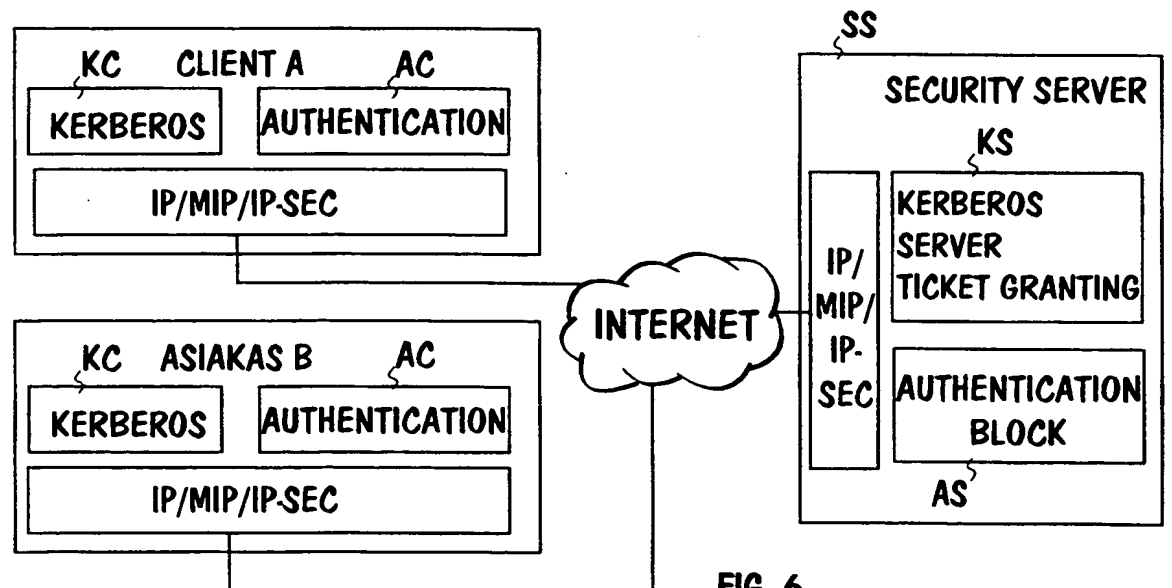 KC CLIENT A AC
KERBEROS
AUTHENTICATION
IP/MIP/IP-SEC
KC ASIAKAS B AC
KERBEROS
AUTHENTICATION
IP/MIP/IP-SEC
INTERNET
SS
SECURITY SERVER
KS
IP/
MIP/
IP-
SEC
KERBEROS
SERVER
TICKET GRANTING
AUTHENTICATION
BLOCK
AS
FIG. 6